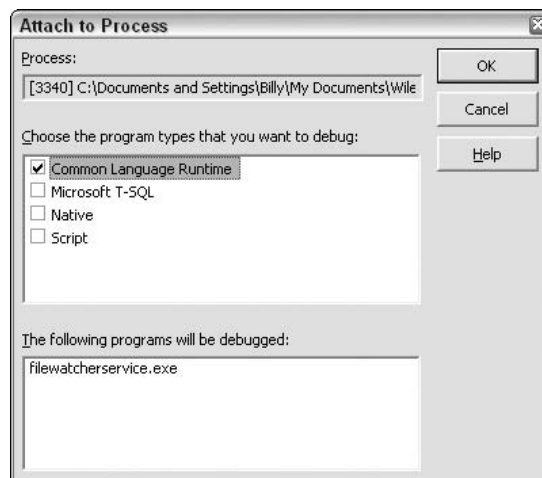 Attach to Process
Process:
[3340] C:\Documents and Settings\Billy\My Documents\Wile
OK
Cancel
Help
Choose the program types that you want to debug:
Common Language Runtime
Microsoft T-SQL
Native
Script
The following programs will be debugged:
filewatcherservice.exe